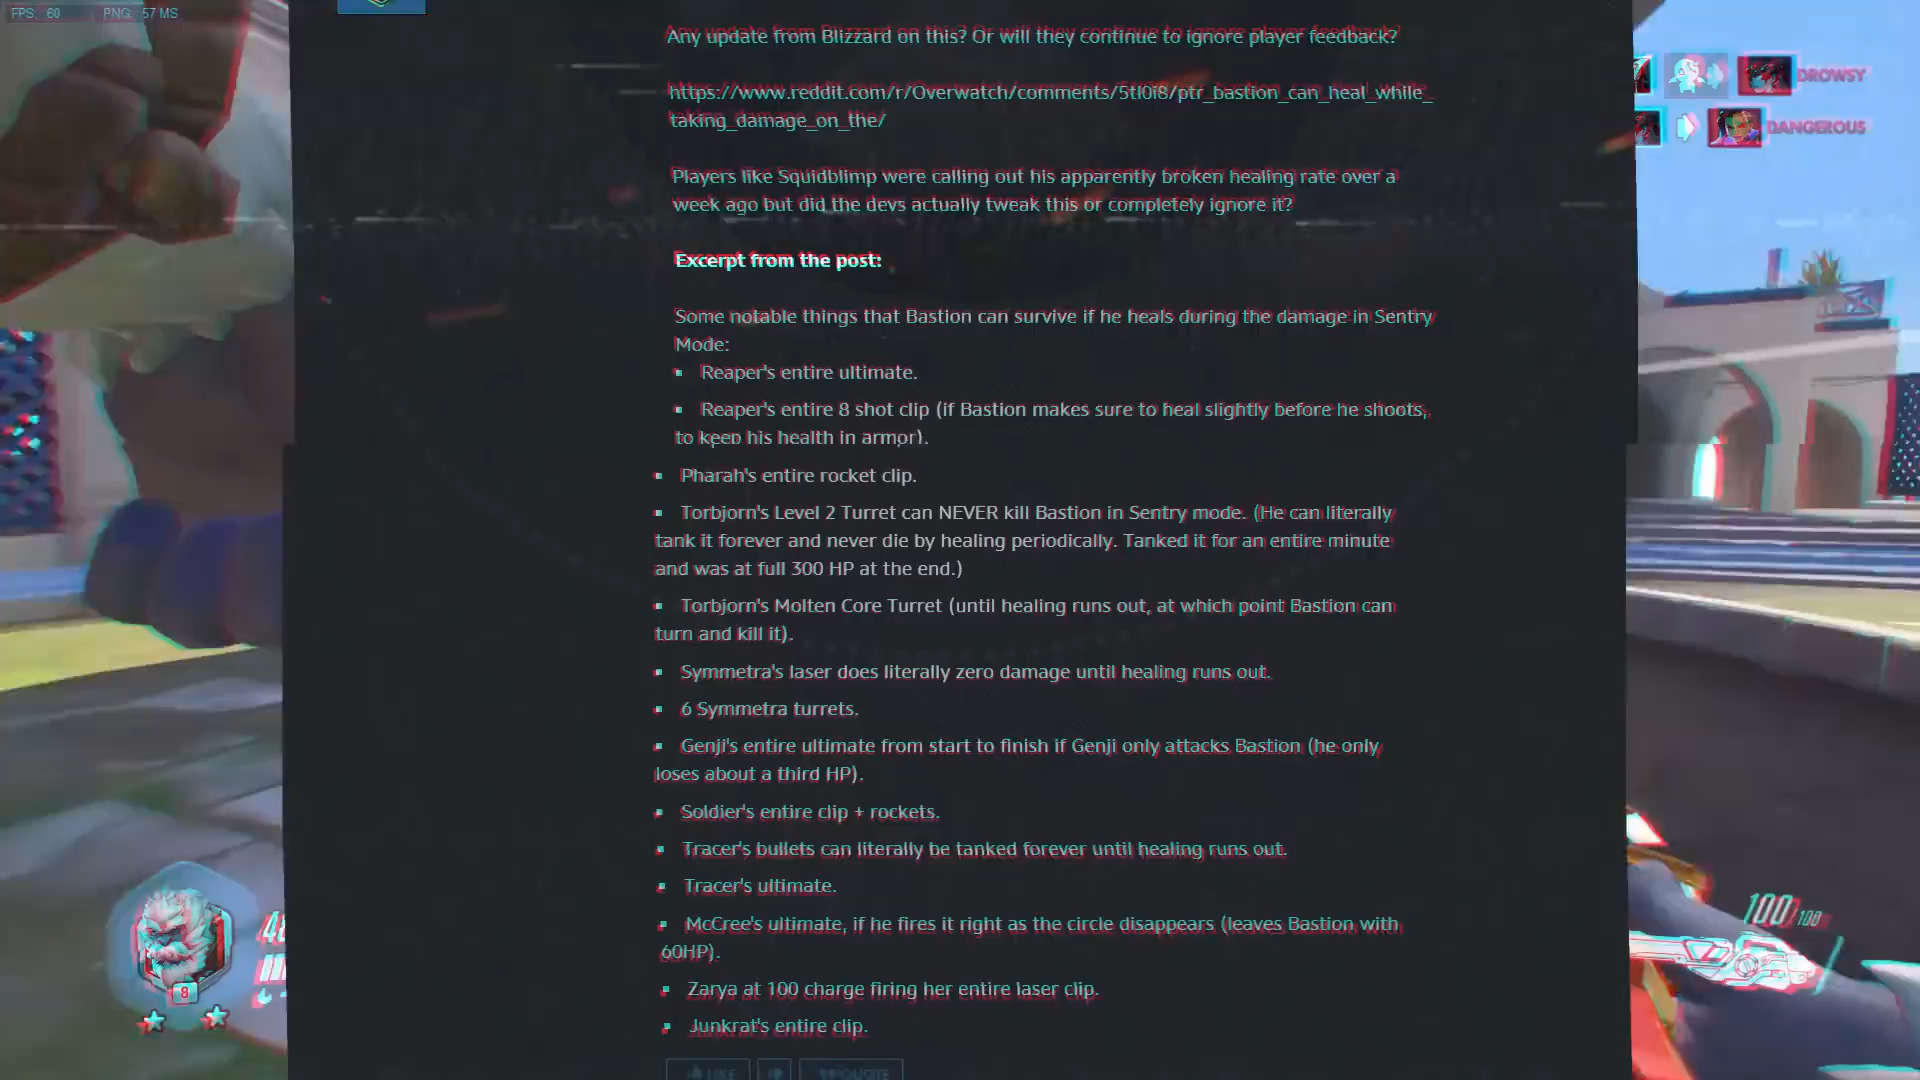 FPS: 60 PNG: 57 MS
Any update from Blizzard on this? Or will they continue to ignore player feedback?
https://www.reddit.com/r/Overwatch/comments/5tl0i8/ptr_bastion_can_heal_while_
taking_damage_on_the/
DROWSY
DANGEROUS
Players like Squidblimp were calling out his apparently broken healing rate over a
week ago but did the devs actually tweak this or completely ignore it?
Excerpt from the post:
Some notable things that Bastion can survive if he heals during the damage in Sentry
Mode:
▪ Reaper's entire ultimate.
▪ Reaper's entire 8 shot clip (if Bastion makes sure to heal slightly before he shoots,
to keep his health in armor).
▪ Pharah's entire rocket clip.
▪ Torbjorn's Level 2 Turret can NEVER kill Bastion in Sentry mode. (He can literally
tank it forever and never die by healing periodically. Tanked it for an entire minute
and was at full 300 HP at the end.)
▪ Torbjorn's Molten Core Turret (until healing runs out, at which point Bastion can
turn and kill it).
▪ Symmetra's laser does literally zero damage until healing runs out.
▪ 6 Symmetra turrets.
▪ Genji's entire ultimate from start to finish if Genji only attacks Bastion (he only
loses about a third HP).
▪ Soldier's entire clip + rockets.
▪ Tracer's bullets can literally be tanked forever until healing runs out.
▪ Tracer's ultimate.
▪ McCree's ultimate, if he fires it right as the circle disappears (leaves Bastion with
60HP).
▪ Zarya at 100 charge firing her entire laser clip.
▪ Junkrat's entire clip.
8
100/100
LIKE
QUOTE